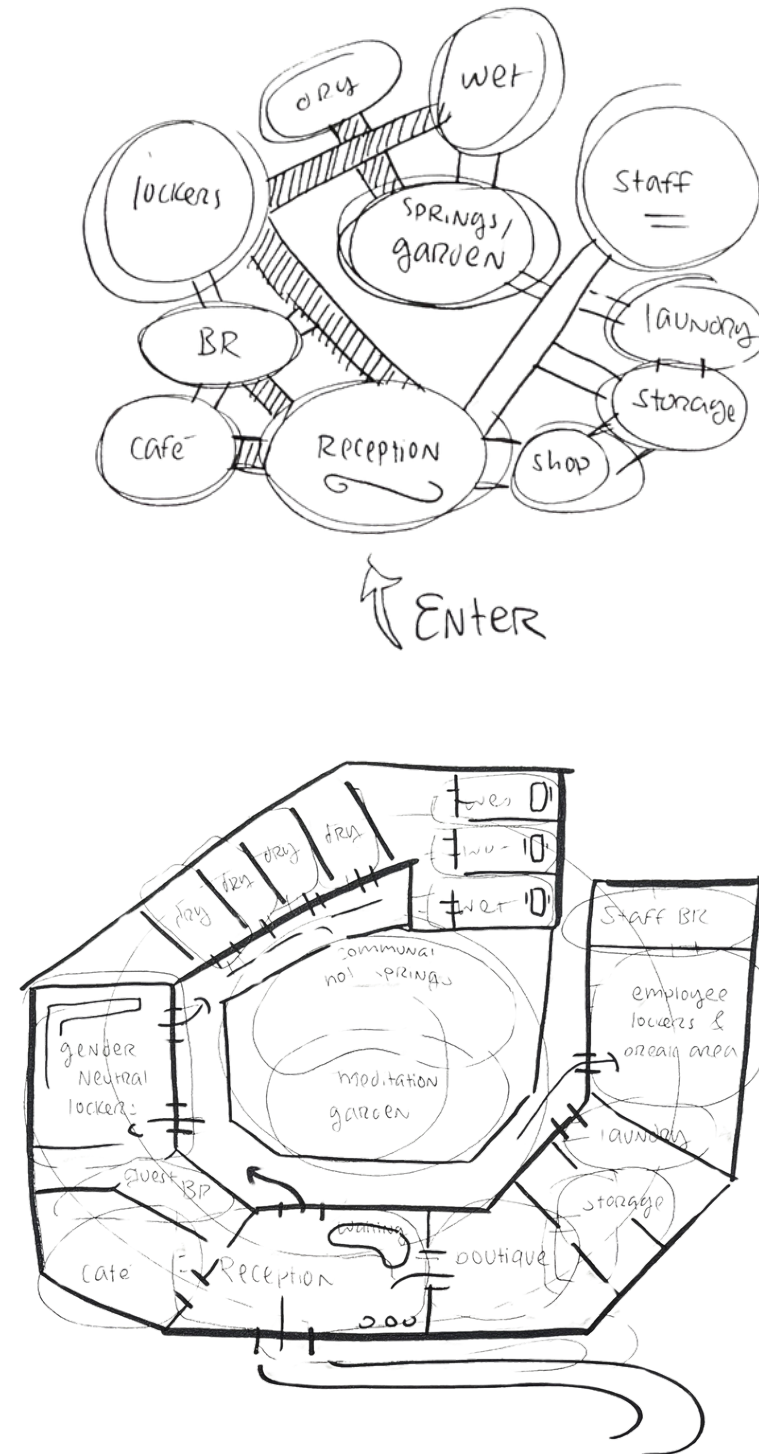 dry
wet
lockers
Staff
SPRINGS/
garden
laundry
BR
storage
café
RECEPTION
shop
ENTER
wet
dry
dry
dry
dry
wet
Staff BR
communal
hot springs
employee
lockers &
break area
gender
Neutral
lockers
meditation
garden
laundry
guest BR
storage
waiting
café
Reception
boutique